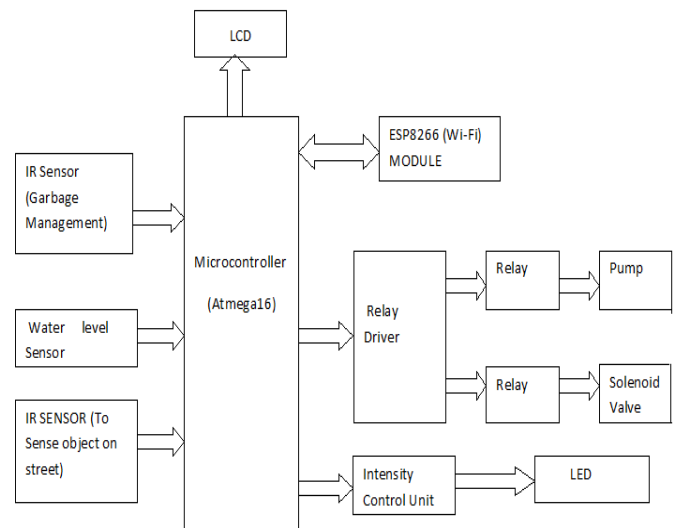 LCD
ESP8266 (Wi-Fi)
MODULE
IR Sensor
(Garbage
Management)
Microcontroller
(Atmega16)
Relay
Pump
Relay
Driver
Water level
Sensor
Relay
Solenoid
Valve
IR SENSOR (To
Sense object on
street)
Intensity
Control Unit
LED